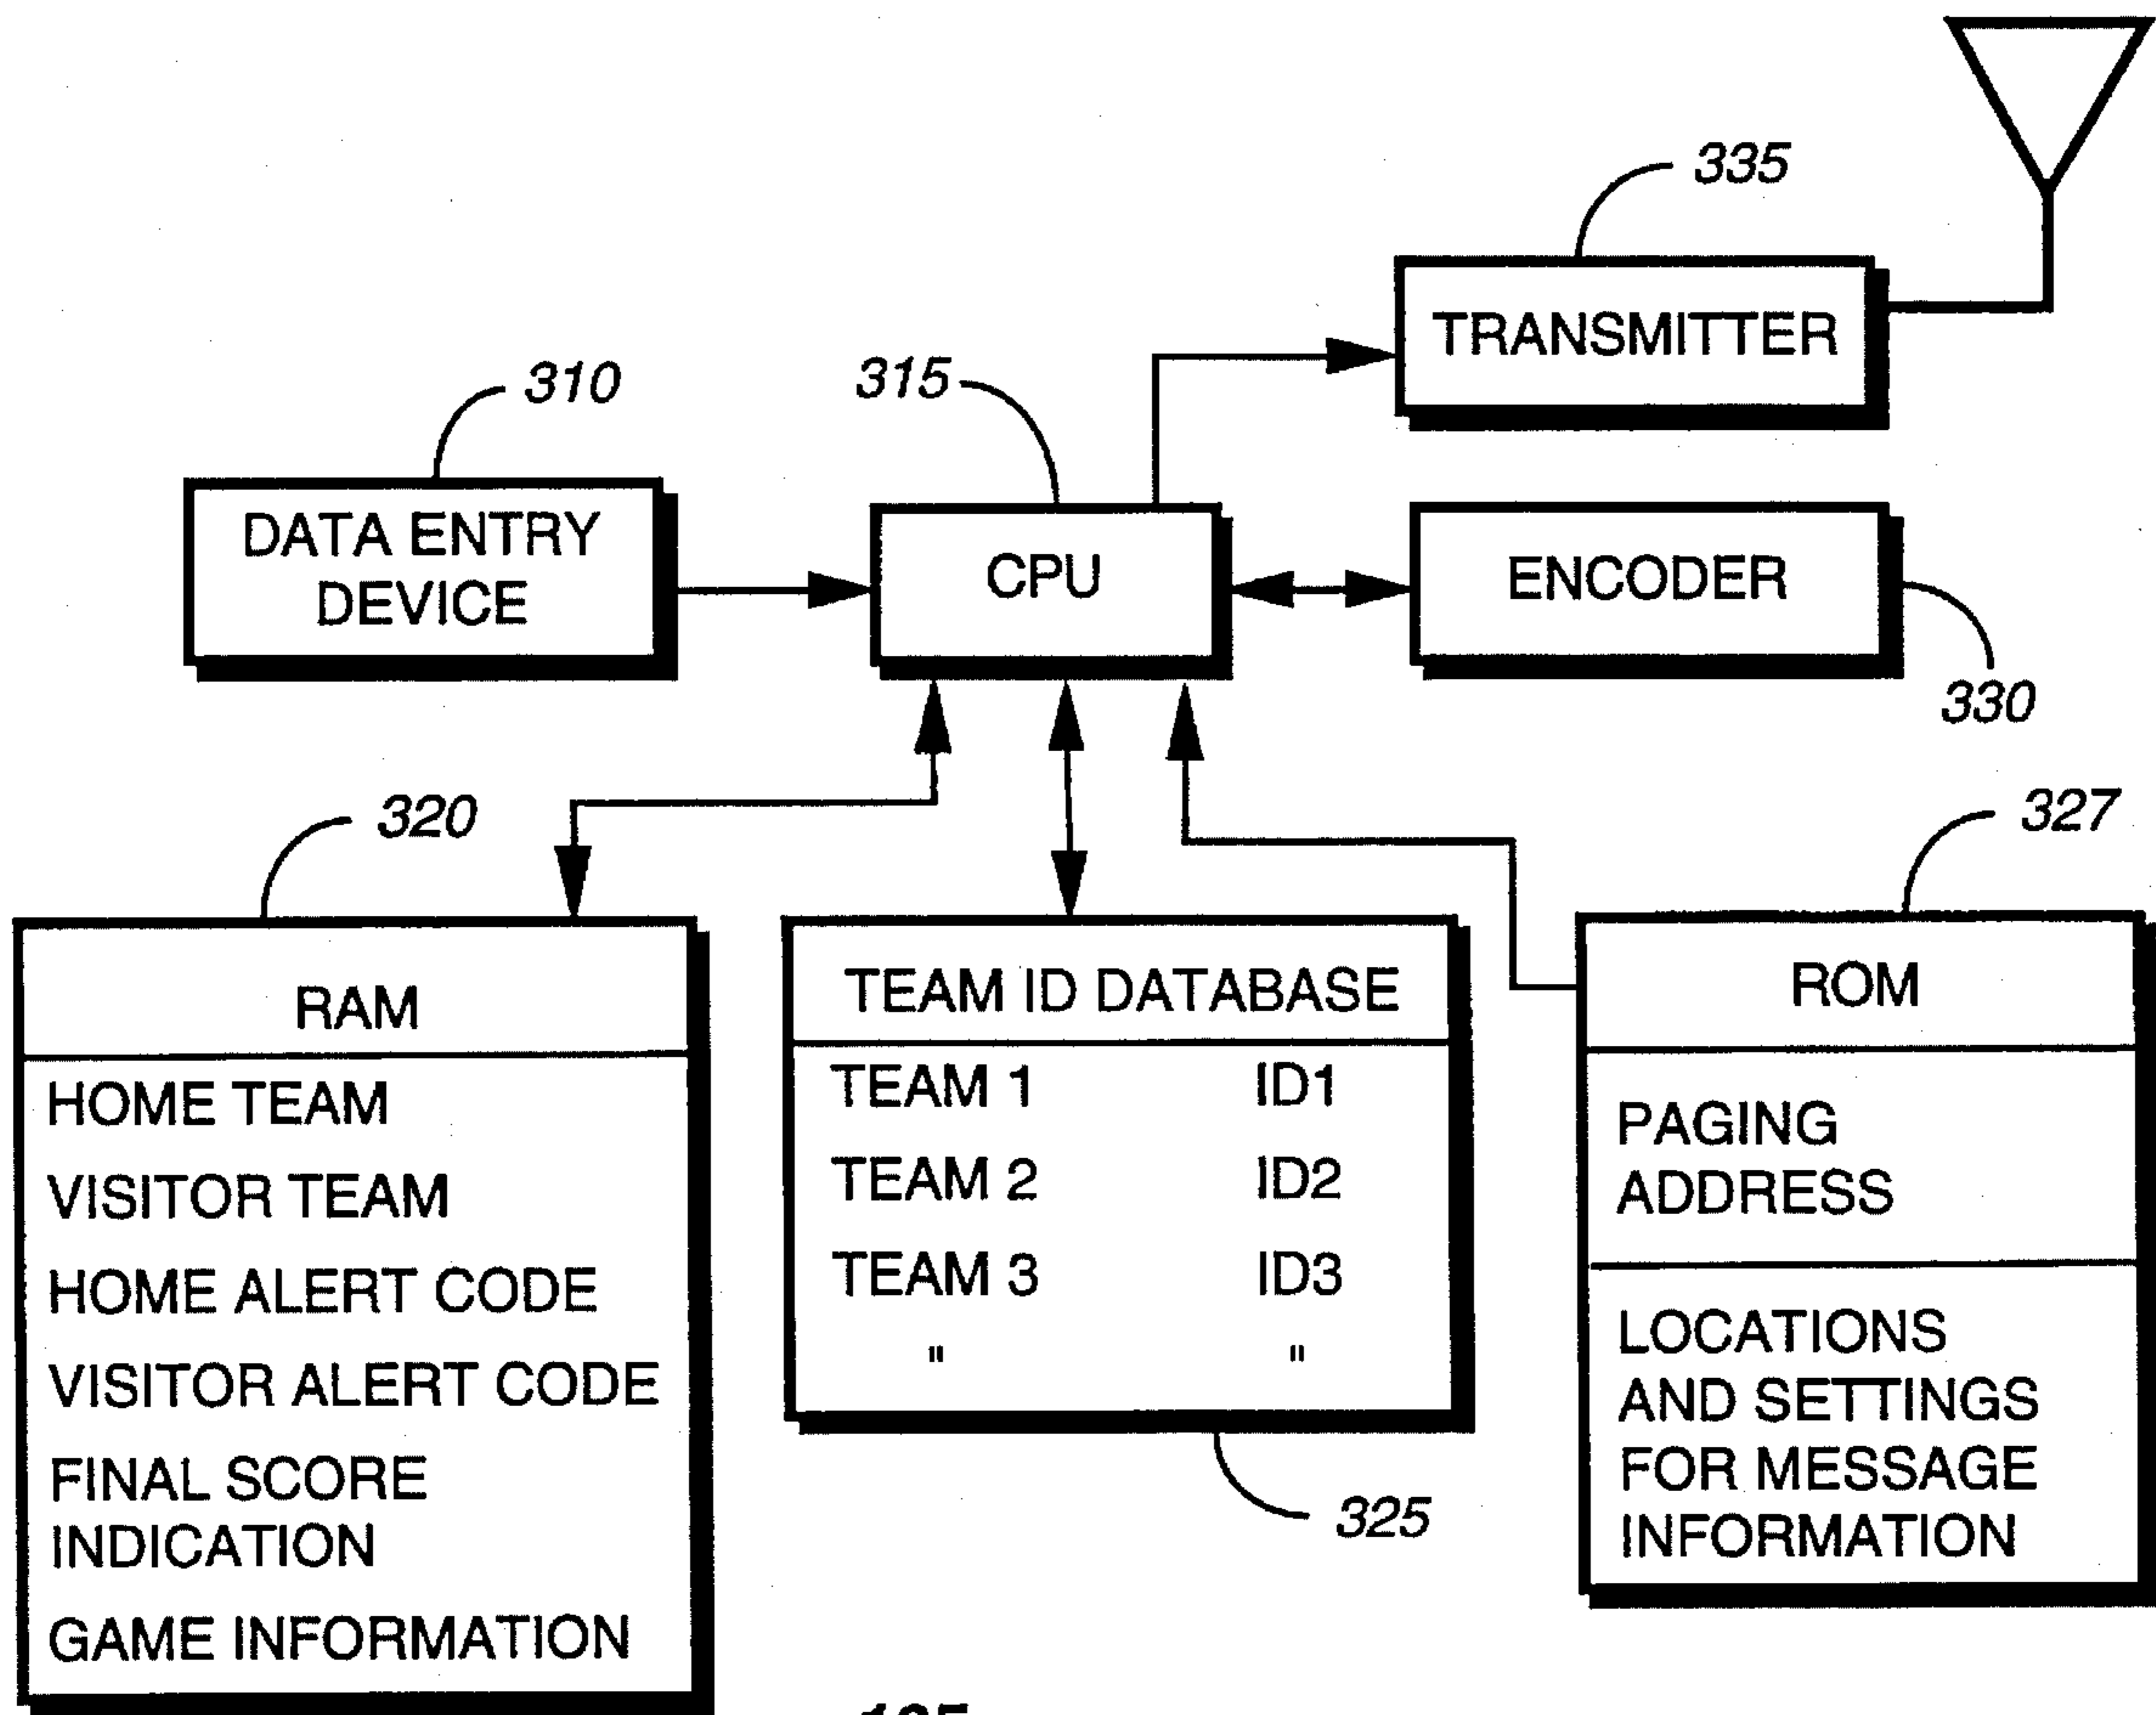 335
TRANSMITTER
310
315
DATA ENTRY
DEVICE
CPU
ENCODER
330
320
327
RAM
HOME TEAM
VISITOR TEAM
HOME ALERT CODE
VISITOR ALERT CODE
FINAL SCORE
INDICATION
GAME INFORMATION
TEAM ID DATABASE
TEAM 1 ID1
TEAM 2 ID2
TEAM 3 ID3
" "
325
ROM
PAGING
ADDRESS
LOCATIONS
AND SETTINGS
FOR MESSAGE
INFORMATION